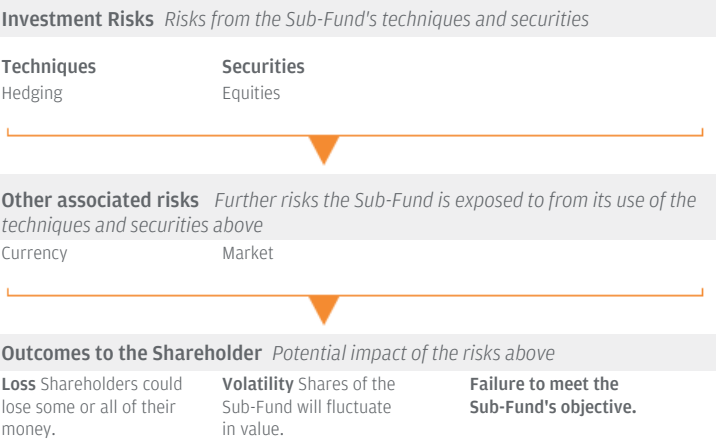 Investment Risks Risks from the Sub-Fund's techniques and securities
Techniques Securities
Hedging Equities
Other associated risks Further risks the Sub-Fund is exposed to from its use of the
techniques and securities above
Currency Market
Outcomes to the Shareholder Potential impact of the risks above
Loss Shareholders could
lose some or all of their
money.
Volatility Shares of the
Sub-Fund will fluctuate
in value.
Failure to meet the
Sub-Fund's objective.